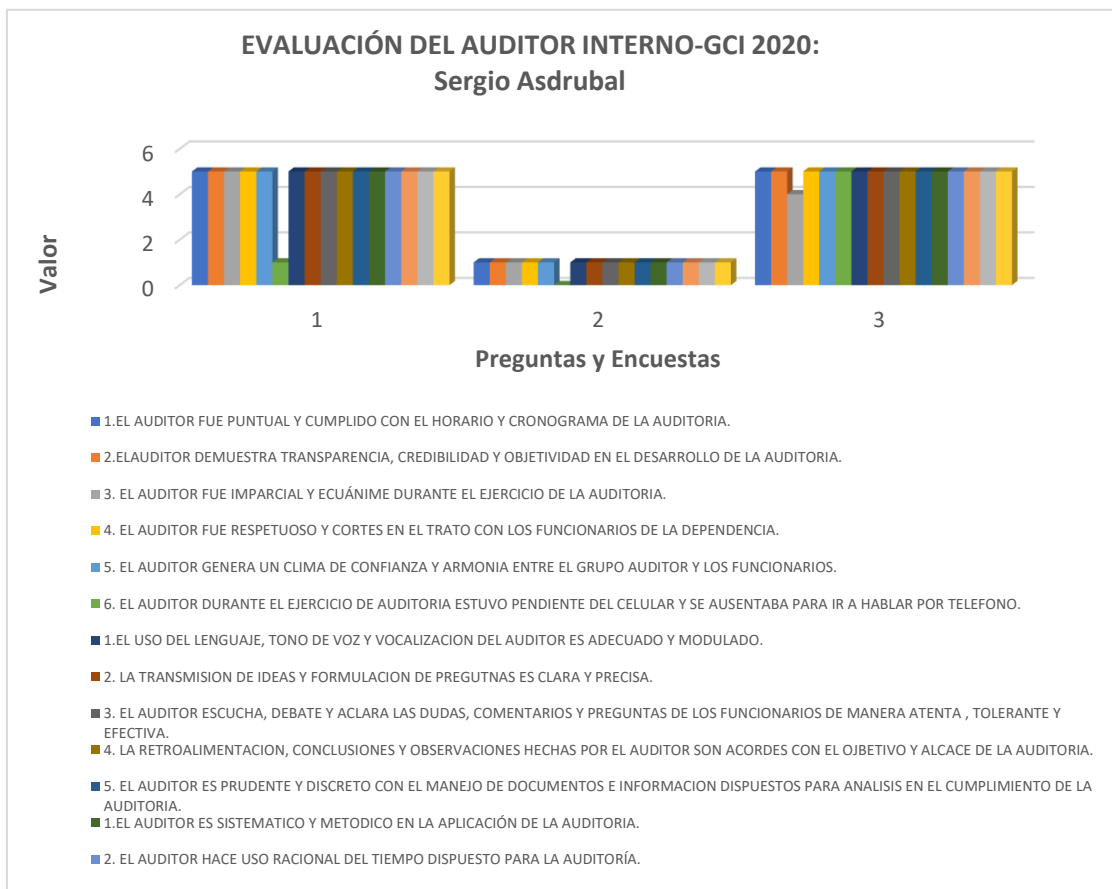 EVALUACIÓN DEL AUDITOR INTERNO-GCI 2020:
Sergio Asdrubal
6
4
2
0
Valor
1
2
3
Preguntas y Encuestas
1.EL AUDITOR FUE PUNTUAL Y CUMPLIDO CON EL HORARIO Y CRONOGRAMA DE LA AUDITORIA.
2.ELAUDITOR DEMUESTRA TRANSPARENCIA, CREDIBILIDAD Y OBJETIVIDAD EN EL DESARROLLO DE LA AUDITORIA.
3. EL AUDITOR FUE IMPARCIAL Y ECUÁNIME DURANTE EL EJERCICIO DE LA AUDITORIA.
4. EL AUDITOR FUE RESPETUOSO Y CORTES EN EL TRATO CON LOS FUNCIONARIOS DE LA DEPENDENCIA.
5. EL AUDITOR GENERA UN CLIMA DE CONFIANZA Y ARMONIA ENTRE EL GRUPO AUDITOR Y LOS FUNCIONARIOS.
6. EL AUDITOR DURANTE EL EJERCICIO DE AUDITORIA ESTUVO PENDIENTE DEL CELULAR Y SE AUSENTABA PARA IR A HABLAR POR TELEFONO.
1.EL USO DEL LENGUAJE, TONO DE VOZ Y VOCALIZACION DEL AUDITOR ES ADECUADO Y MODULADO.
2. LA TRANSMISION DE IDEAS Y FORMULACION DE PREGUTNAS ES CLARA Y PRECISA.
3. EL AUDITOR ESCUCHA, DEBATE Y ACLARA LAS DUDAS, COMENTARIOS Y PREGUNTAS DE LOS FUNCIONARIOS DE MANERA ATENTA , TOLERANTE Y
EFECTIVA.
4. LA RETROALIMENTACION, CONCLUSIONES Y OBSERVACIONES HECHAS POR EL AUDITOR SON ACORDES CON EL OJBETIVO Y ALCACE DE LA AUDITORIA.
5. EL AUDITOR ES PRUDENTE Y DISCRETO CON EL MANEJO DE DOCUMENTOS E INFORMACION DISPUESTOS PARA ANALISIS EN EL CUMPLIMIENTO DE LA
AUDITORIA.
1.EL AUDITOR ES SISTEMATICO Y METODICO EN LA APLICACIÓN DE LA AUDITORIA.
2. EL AUDITOR HACE USO RACIONAL DEL TIEMPO DISPUESTO PARA LA AUDITORÍA.